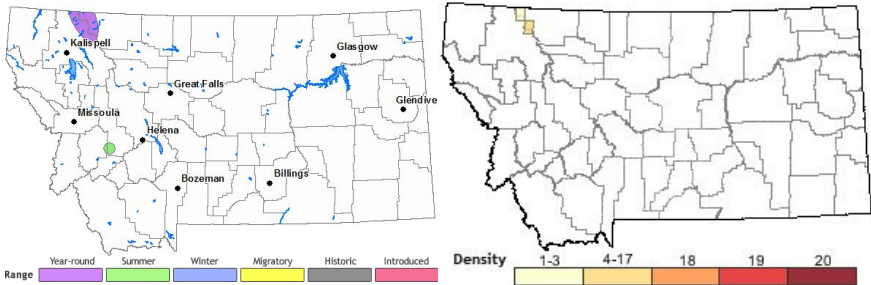 Kalispell
Glasgow
Great Falls
Glendive
Missoula
Helena
Bozeman
Billings
Range Year-round Summer Winter Migratory Historic Introduced
Density 1-3 4-17 18 19 20